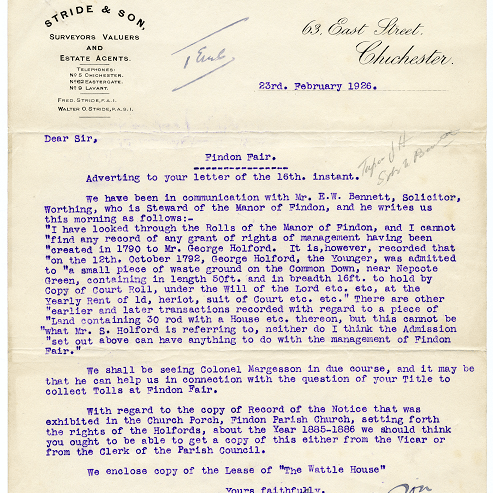 STRIDE & SON,
SURVEYORS VALUERS
AND
ESTATE AGENTS.
TELEPHONES:
No 5 CHICHESTER.
No 62 EASTERGATE.
No 9 LAVANT.
FRED. STRIDE, F.A.I.
WALTER O. STRIDE, P.A.S.I.
63, East Street,
Chichester.
23rd. February 1926.
Dear Sir,
Findon Fair.
Adverting to your letter of the 16th. instant.
We have been in communication with Mr. E.W. Bennett, Solicitor,
Worthing, who is Steward of the Manor of Findon, and he writes us
this morning as follows:-
"I have looked through the Rolls of the Manor of Findon, and I cannot
"find any record of any grant of rights of management having been
"created in 1790 to Mr. George Holford. It is, however, recorded that
"on the 12th. October 1792, George Holford, the Younger, was admitted
to "a small piece of waste ground on the Common Down, near Nepcote
Green, containing in length 50ft. and in breadth 16ft. to hold by
Copy of Court Roll, under the Will of the Lord etc. etc, at the
Yearly Rent of 1d, heriot, suit of Court etc. etc." There are other
"earlier and later transactions recorded with regard to a piece of
"Land containing 30 rod with a House etc. thereon, but this cannot be
"what Mr. S. Holford is referring to, neither do I think the Admission
"set out above can have anything to do with the management of Findon
Fair."
We shall be seeing Colonel Margesson in due course, and it may be
that he can help us in connection with the question of your Title to
collect Tolls at Findon Fair.
With regard to the copy of Record of the Notice that was
exhibited in the Church Porch, Findon Parish Church, setting forth
the rights of the Holfords, about the Year 1885-1886 we should think
you ought to be able to get a copy of this either from the Vicar or
from the Clerk of the Parish Council.
We enclose copy of the Lease of "The Wattle House"
Yours faithfully.